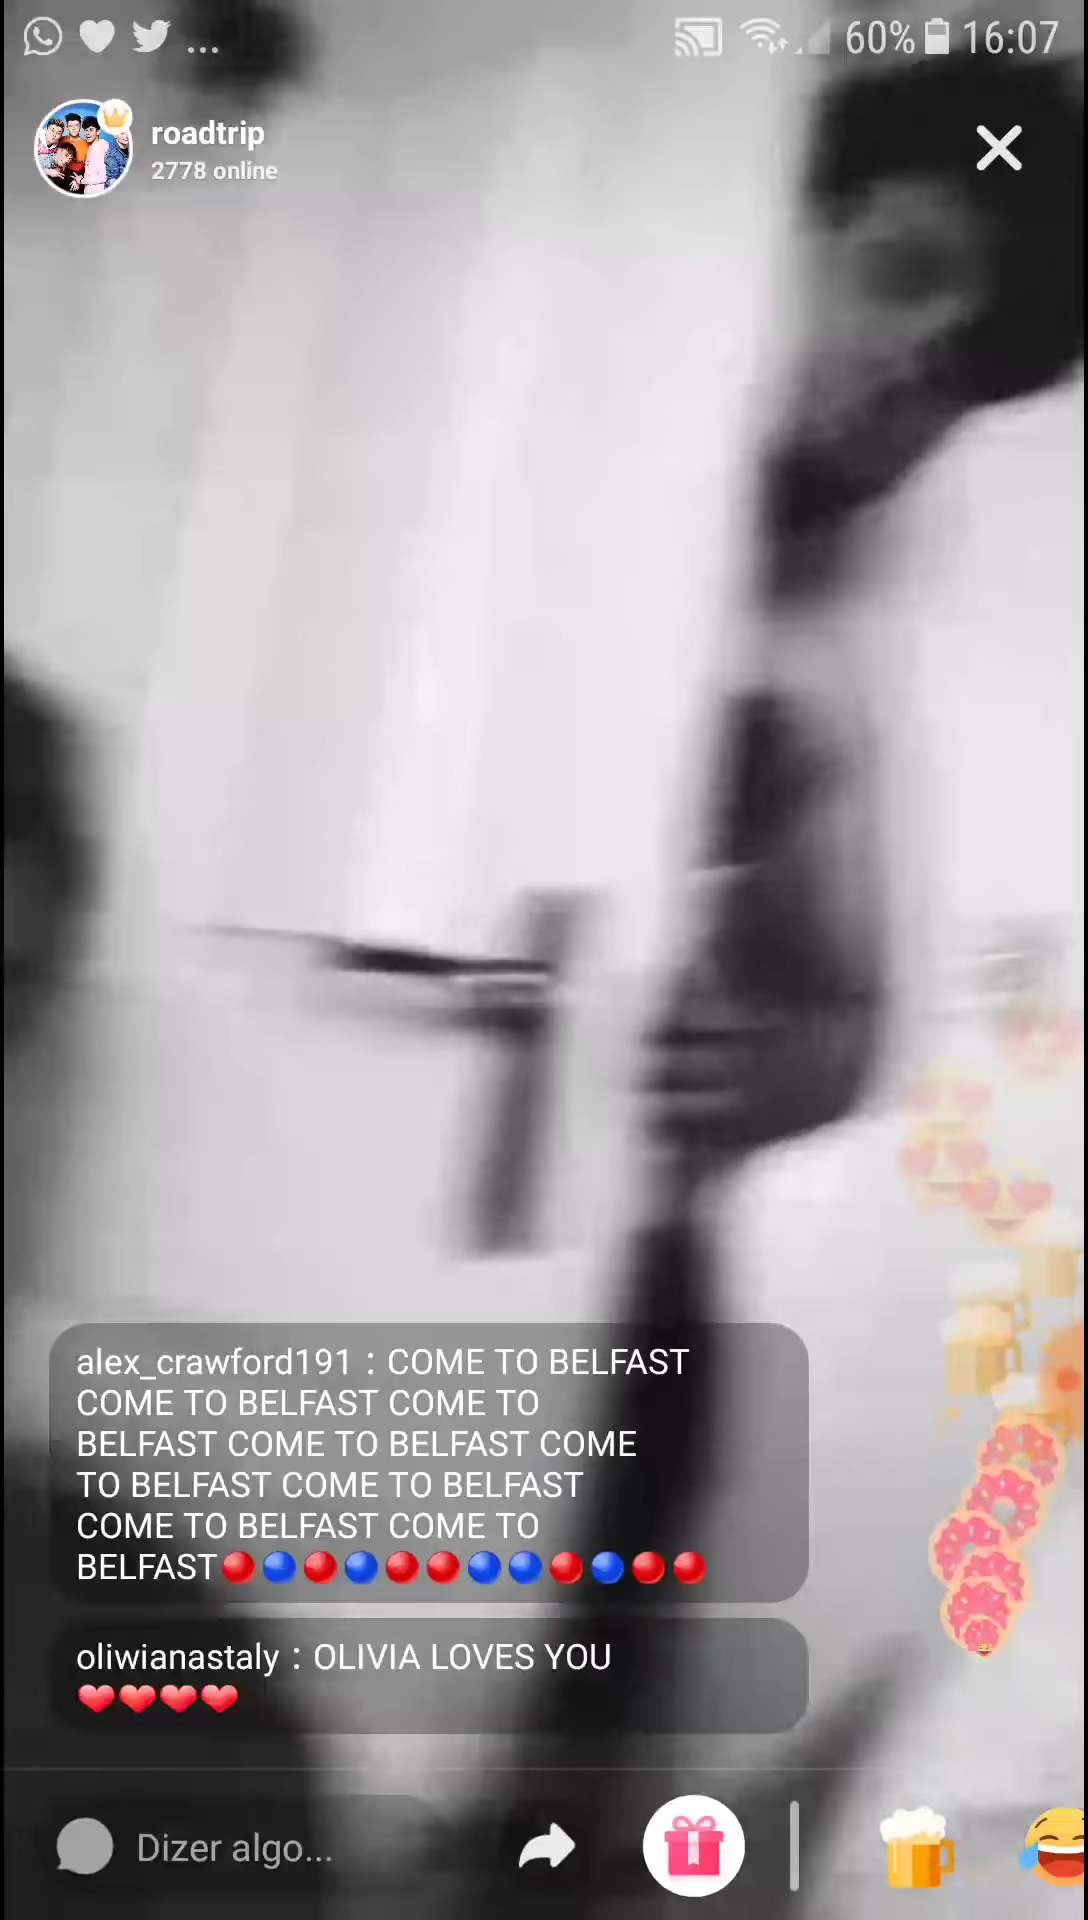 ... 60% 16:07
roadtrip
2778 online
alex_crawford191 : COME TO BELFAST
COME TO BELFAST COME TO
BELFAST COME TO BELFAST COME
TO BELFAST COME TO BELFAST
COME TO BELFAST COME TO
BELFAST🔴🔵🔴🔵🔴🔴🔵🔵🔴🔵🔴🔴
oliwianastaly : OLIVIA LOVES YOU
❤❤❤❤
Dizer algo...